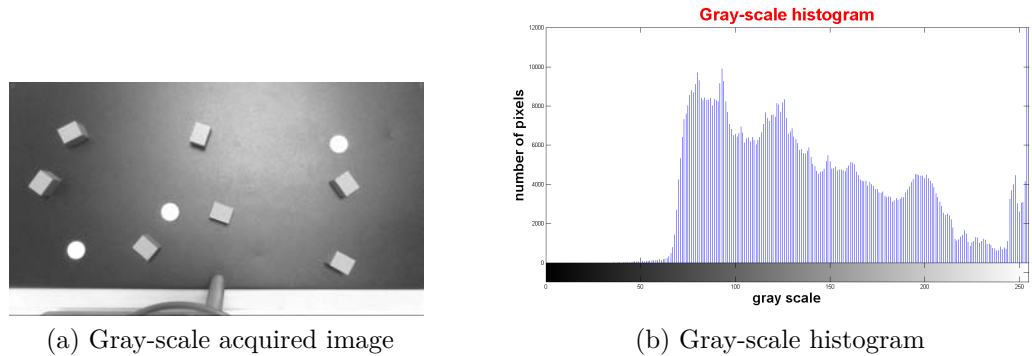 Gray-scale histogram
12000
10000
8000
6000
4000
2000
0
number of pixels
0 50 100 150 200 250
gray scale
(a) Gray-scale acquired image
(b) Gray-scale histogram